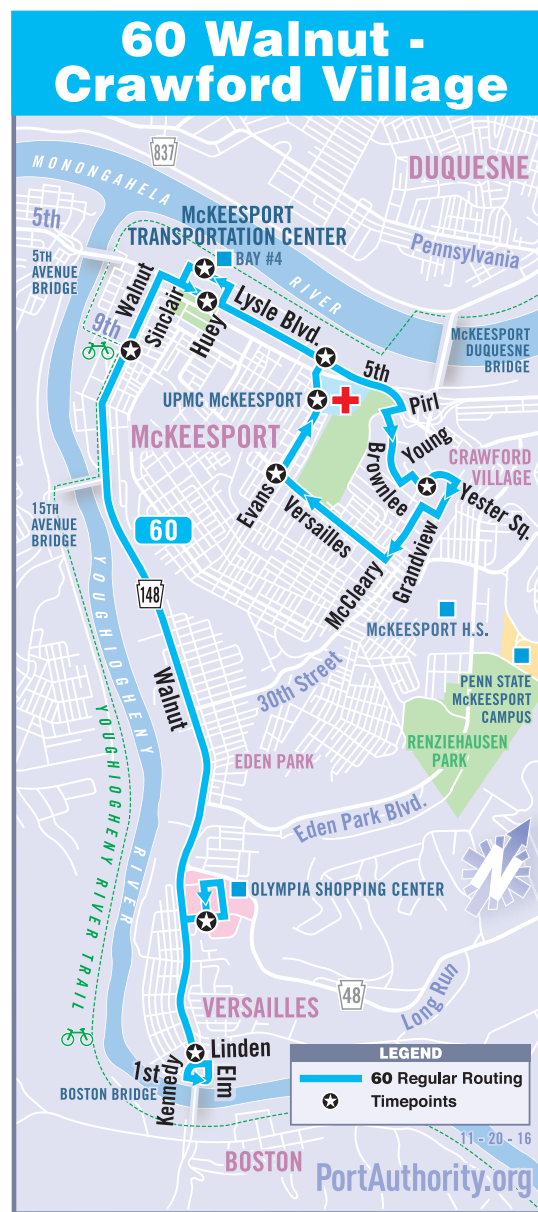 60 Walnut -
Crawford Village
837
DUQUESNE
MONONGAHELA
RIVER
5th
McKEESPORT
TRANSPORTATION CENTER
BAY #4
Pennsylvania
5TH
AVENUE
BRIDGE
Walnut
Sinclair
Huey
Lysle Blvd.
9th
McKEESPORT
DUQUESNE
BRIDGE
5th
Pirl
UPMC McKEESPORT
McKEESPORT
Young
Brownlee
CRAWFORD
VILLAGE
Yester Sq.
Evans
Versailles
Grandview
McCleary
15TH
AVENUE
BRIDGE
60
148
McKEESPORT H.S.
YOUGHIOGHENY
RIVER
Walnut
30th Street
PENN STATE
McKEESPORT
CAMPUS
RENZIEHAUSEN
PARK
YOUGHIOGHENY RIVER TRAIL
EDEN PARK
Eden Park Blvd.
N
OLYMPIA SHOPPING CENTER
48
Long Run
VERSAILLES
Linden
1st
Kennedy
Elm
BOSTON BRIDGE
LEGEND
60 Regular Routing
Timepoints
11 - 20 - 16
BOSTON
PortAuthority.org